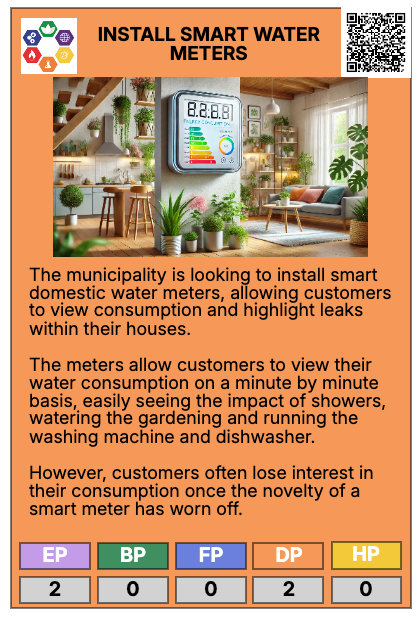 INSTALL SMART WATER
METERS
The municipality is looking to install smart
domestic water meters, allowing customers
to view consumption and highlight leaks
within their houses.
The meters allow customers to view their
water consumption on a minute by minute
basis, easily seeing the impact of showers,
watering the gardening and running the
washing machine and dishwasher.
However, customers often lose interest in
their consumption once the novelty of a
smart meter has worn off.
EP BP FP DP HP
2 0 0 2 0